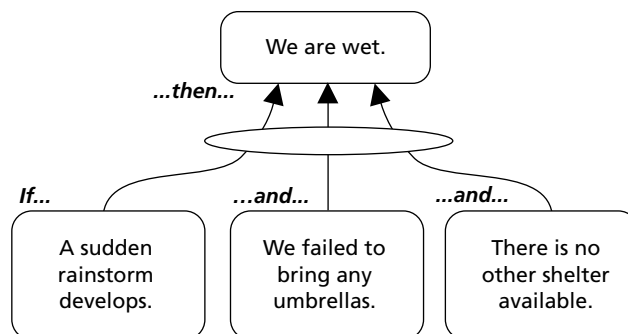 We are wet.
...then...
If...
...and...
...and...
A sudden
rainstorm
develops.
We failed to
bring any
umbrellas.
There is no
other shelter
available.